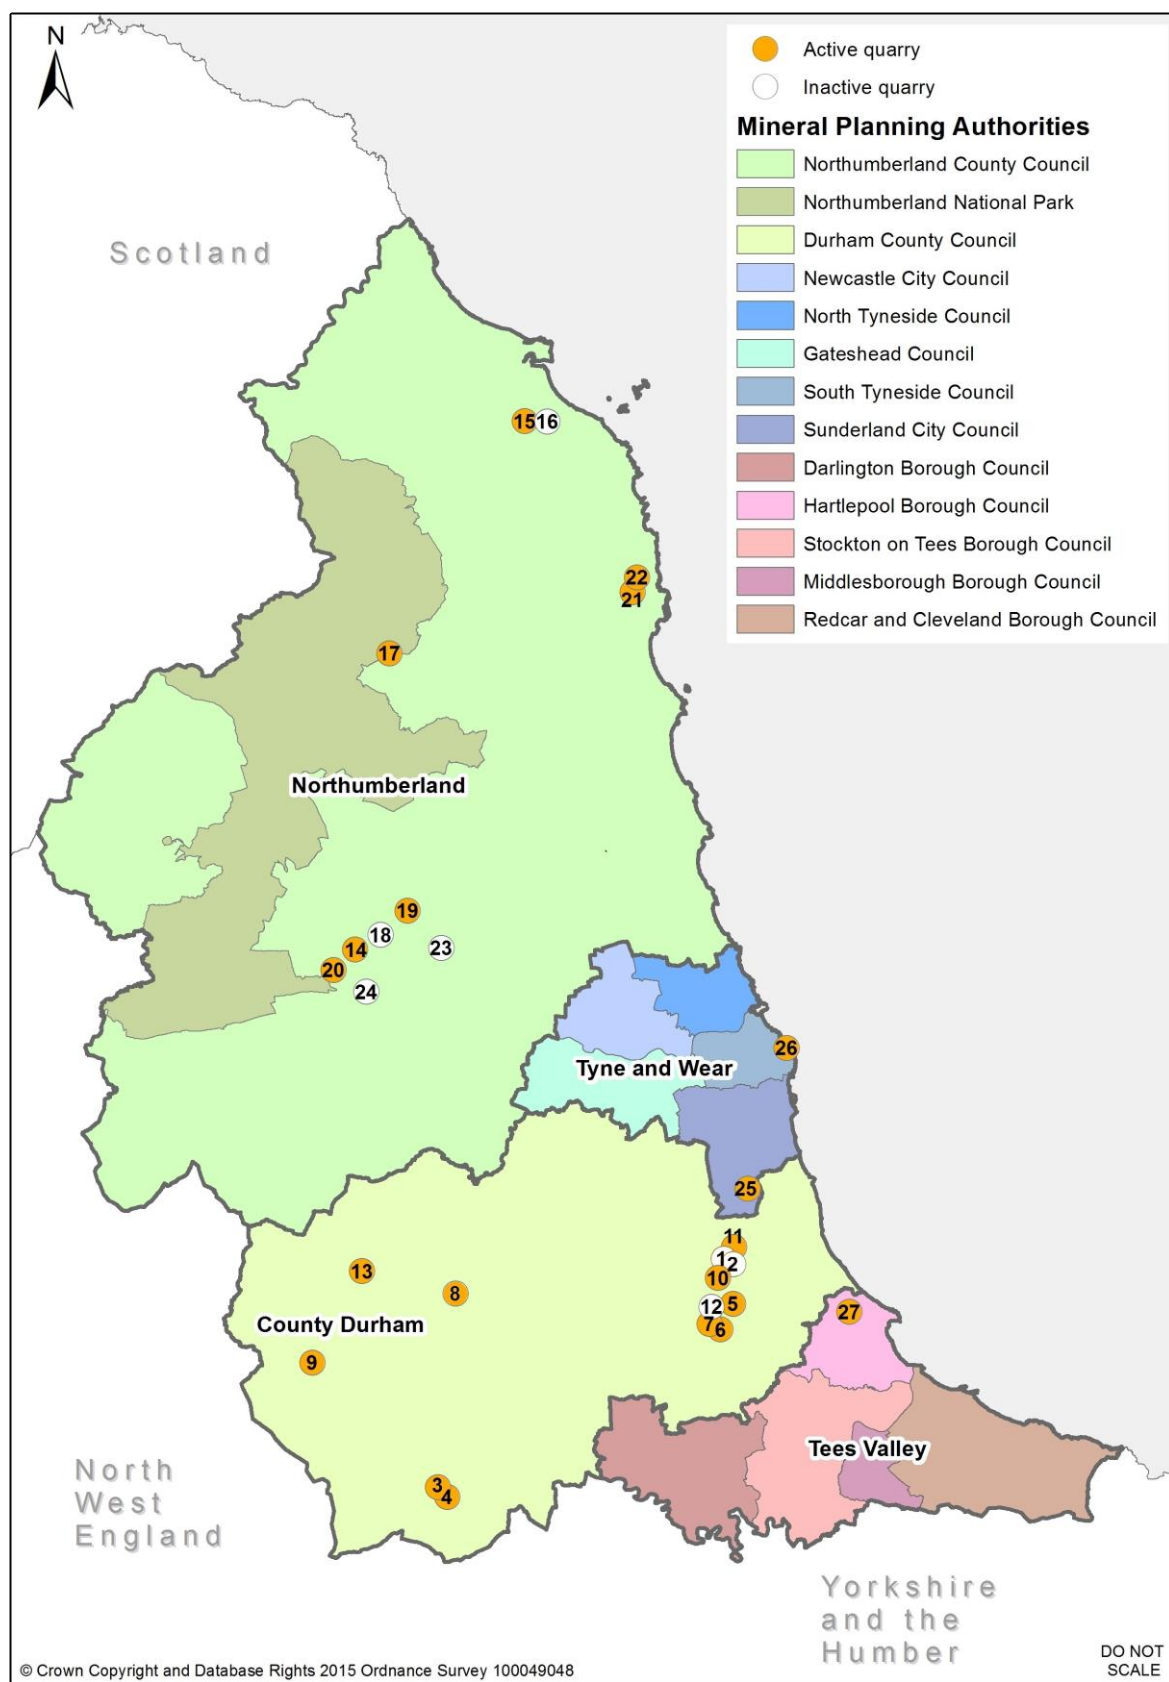 N
Active quarry
Inactive quarry
Mineral Planning Authorities
Northumberland County Council
Northumberland National Park
Durham County Council
Newcastle City Council
North Tyneside Council
Gateshead Council
South Tyneside Council
Sunderland City Council
Darlington Borough Council
Hartlepool Borough Council
Stockton on Tees Borough Council
Middlesborough Borough Council
Redcar and Cleveland Borough Council
Scotland
15
16
22
21
17
Northumberland
19
18
23
14
20
24
26
Tyne and Wear
25
11
1
2
13
10
8
12
5
27
County Durham
7
6
9
Tees Valley
North
West
England
3
4
Yorkshire
and the
Humber
DO NOT
SCALE
© Crown Copyright and Database Rights 2015 Ordnance Survey 100049048